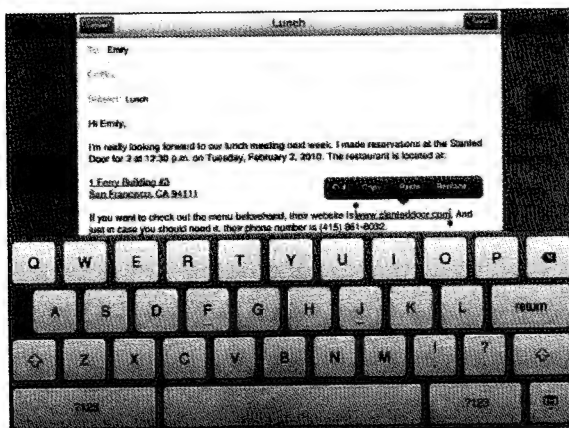 Cancel Lunch Send
To: Emily
Cc/Bcc:
Subject: Lunch
Hi Emily,
I'm really looking forward to our lunch meeting next week. I made reservations at the Slanted
Door for 2 at 12:30 p.m. on Tuesday, February 2, 2010. The restaurant is located at:
1 Ferry Building #3
San Francisco, CA 94111
Cut Copy Paste Replace
If you want to check out the menu beforehand, their website is www.slanteddoor.com. And
just in case you should need it, their phone number is (415) 861-8032.
Q W E R T Y U I O P
A S D F G H J K L return
Z X C V B N M ! , ? .
?123 ?123